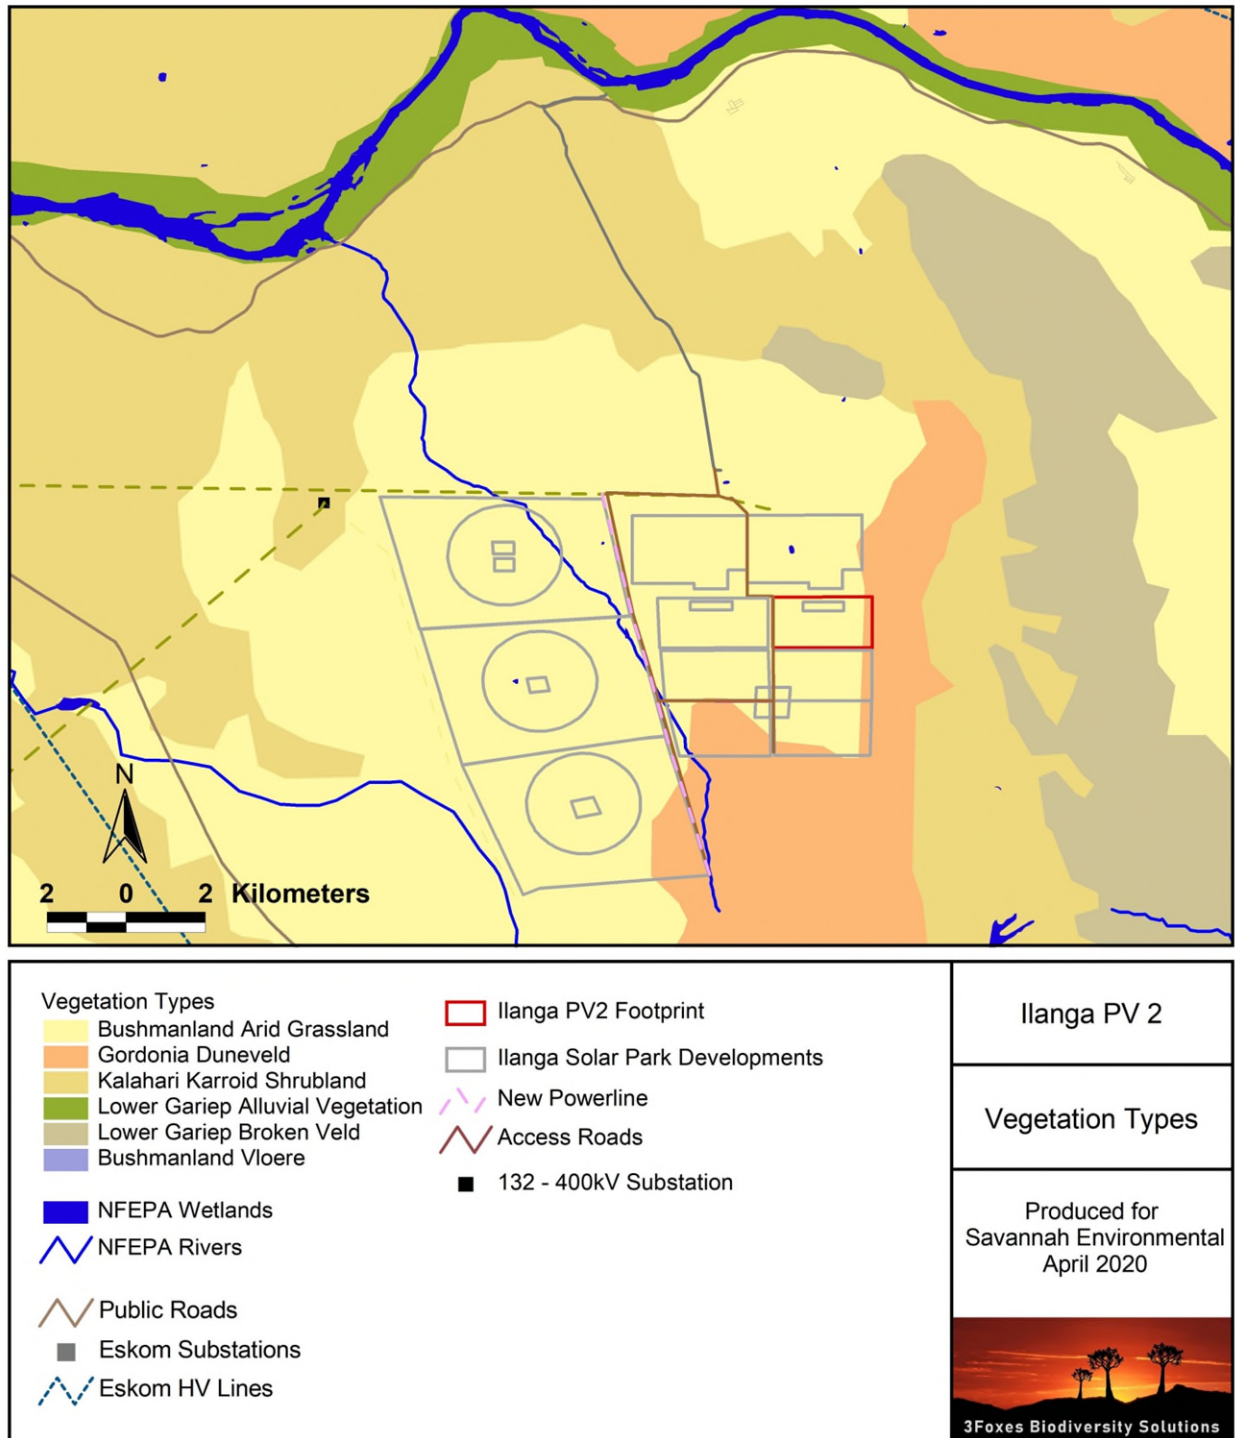 N
2 0 2 Kilometers
Vegetation Types
Bushmanland Arid Grassland
Gordonia Duneveld
Kalahari Karroid Shrubland
Lower Gariep Alluvial Vegetation
Lower Gariep Broken Veld
Bushmanland Vloere
NFEPA Wetlands
NFEPA Rivers
Public Roads
Eskom Substations
Eskom HV Lines
Ilanga PV2 Footprint
Ilanga Solar Park Developments
New Powerline
Access Roads
132 - 400kV Substation
Ilanga PV 2
Vegetation Types
Produced for
Savannah Environmental
April 2020
3Foxes Biodiversity Solutions